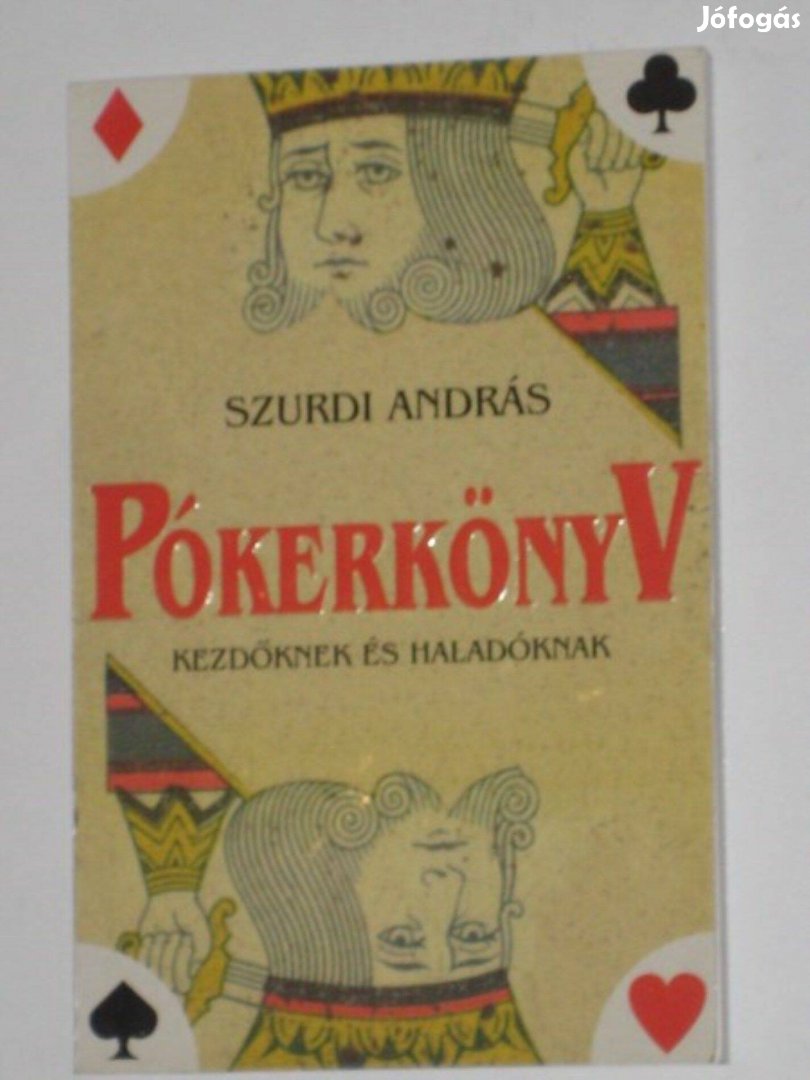 Jófogás
SZURDI ANDRÁS
PÓKERKÖNYV
KEZDŐKNEK ÉS HALADÓKNAK